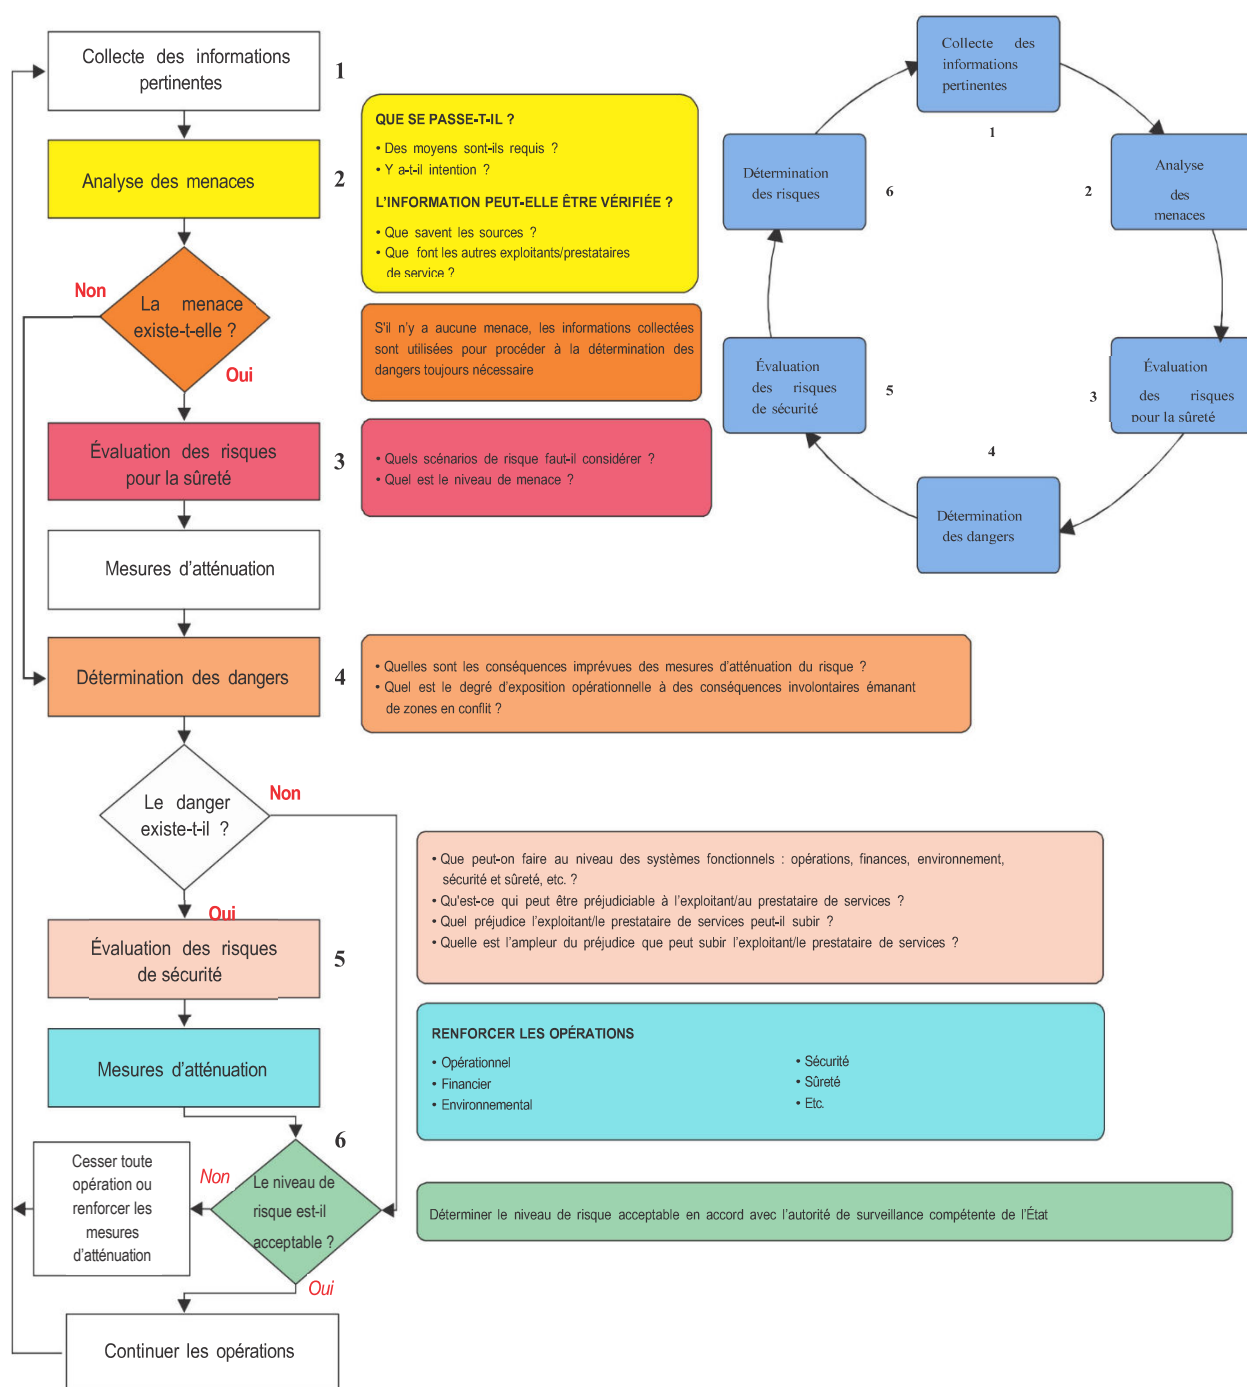 Collecte des informations
pertinentes
1
Analyse des menaces
2
QUE SE PASSE-T-IL ?
• Des moyens sont-ils requis ?
• Y a-t-il intention ?
L'INFORMATION PEUT-ELLE ÊTRE VÉRIFIÉE ?
• Que savent les sources ?
• Que font les autres exploitants/prestataires
de service ?
Non
La menace
existe-t-elle ?
Oui
S'il n'y a aucune menace, les informations collectées
sont utilisées pour procéder à la détermination des
dangers toujours nécessaire
Évaluation des risques
pour la sûreté
3
• Quels scénarios de risque faut-il considérer ?
• Quel est le niveau de menace ?
Mesures d'atténuation
Détermination des dangers
4
• Quelles sont les conséquences imprévues des mesures d'atténuation du risque ?
• Quel est le degré d'exposition opérationnelle à des conséquences involontaires émanant
de zones en conflit ?
Le danger
existe-t-il ?
Non
Oui
Évaluation des risques
de sécurité
5
• Que peut-on faire au niveau des systèmes fonctionnels : opérations, finances, environnement,
sécurité et sûreté, etc. ?
• Qu'est-ce qui peut être préjudiciable à l'exploitant/au prestataire de services ?
• Quel préjudice l'exploitant/le prestataire de services peut-il subir ?
• Quelle est l'ampleur du préjudice que peut subir l'exploitant/le prestataire de services ?
Mesures d'atténuation
RENFORCER LES OPÉRATIONS
• Opérationnel
• Financier
• Environnemental
• Sécurité
• Sûreté
• Etc.
6
Cesser toute
opération ou
renforcer les
mesures
d'atténuation
Non
Le niveau de
risque est-il
acceptable ?
Oui
Déterminer le niveau de risque acceptable en accord avec l'autorité de surveillance compétente de l'État
Continuer les opérations
Collecte des
informations
pertinentes
1
Analyse
des
menaces
2
Évaluation
des risques
pour la sûreté
3
Détermination
des dangers
4
Évaluation
des risques
de sécurité
5
Détermination
des risques
6